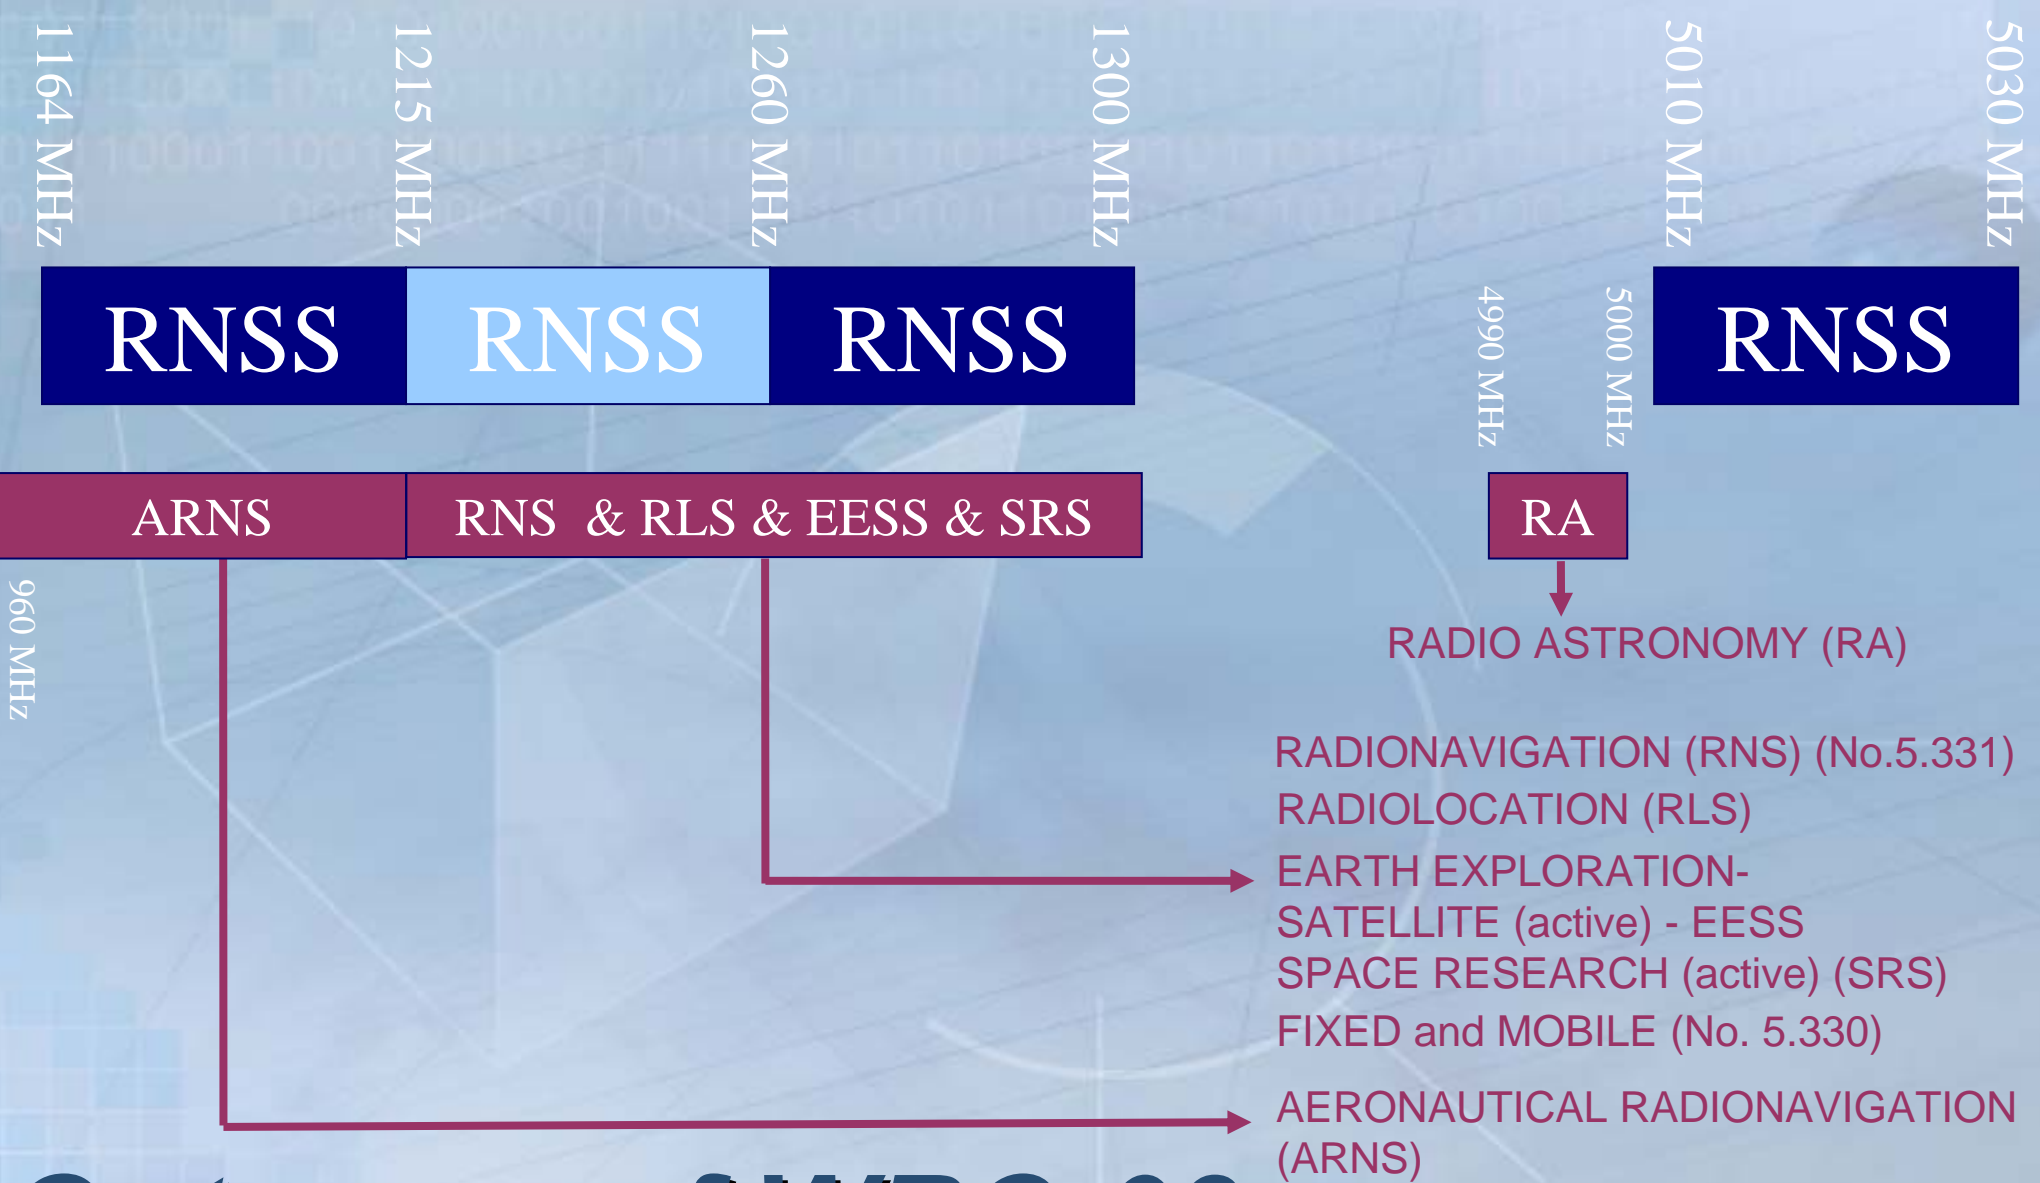 1164 MHz
1215 MHz
1260 MHz
1300 MHz
5010 MHz
5030 MHz
RNSS
RNSS
RNSS
4990 MHz
5000 MHz
RNSS
ARNS
RNS & RLS & EESS & SRS
RA
960 MHz
RADIO ASTRONOMY (RA)
RADIONAVIGATION (RNS) (No.5.331)
RADIOLOCATION (RLS)
EARTH EXPLORATION-
SATELLITE (active) - EESS
SPACE RESEARCH (active) (SRS)
FIXED and MOBILE (No. 5.330)
AERONAUTICAL RADIONAVIGATION
(ARNS)